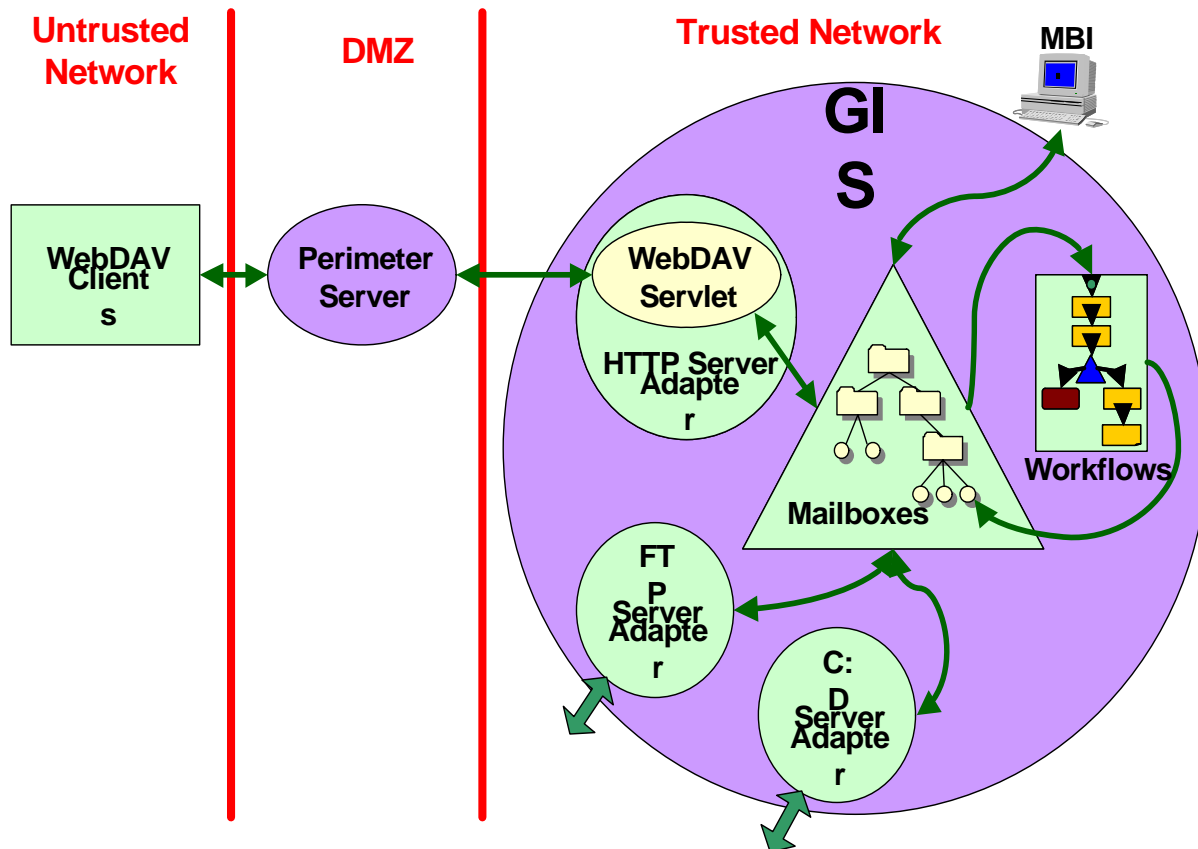 Untrusted
Network
DMZ
Trusted Network
MBI
GI
S
WebDAV
Client
s
Perimeter
Server
WebDAV
Servlet
HTTP Server
Adapte
r
Mailboxes
Workflows
FT
P
Server
Adapte
r
C:
D
Server
Adapte
r